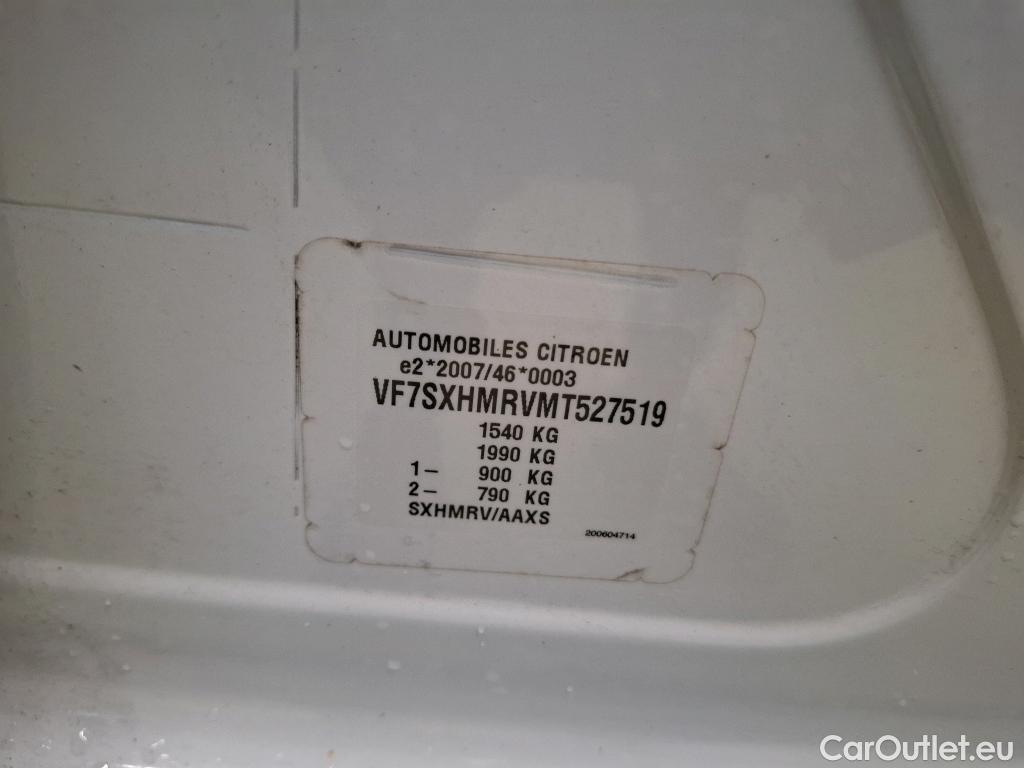 AUTOMOBILES CITROEN
e2*2007/46*0003
VF7SXHMRVMT527519
1540 KG
1990 KG
1- 900 KG
2- 790 KG
SXHMRV/AAXS
200604714
CarOutlet.eu